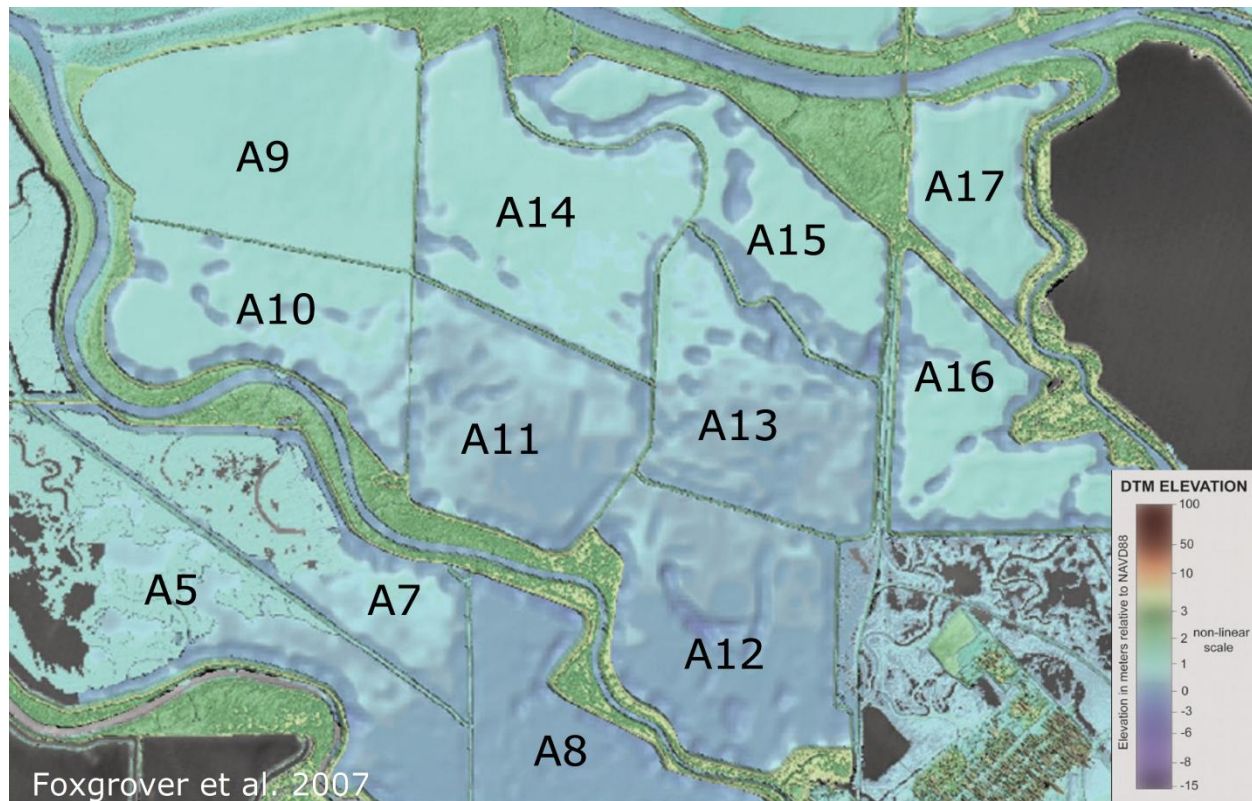 A9
A14
A17
A15
A10
A16
A11
A13
A5
A7
A12
A8
DTM ELEVATION
Elevation in meters relative to NAVD88
100
50
10
3
2
1
0
-3
-6
-8
-15
non-linear
scale
Foxgrover et al. 2007